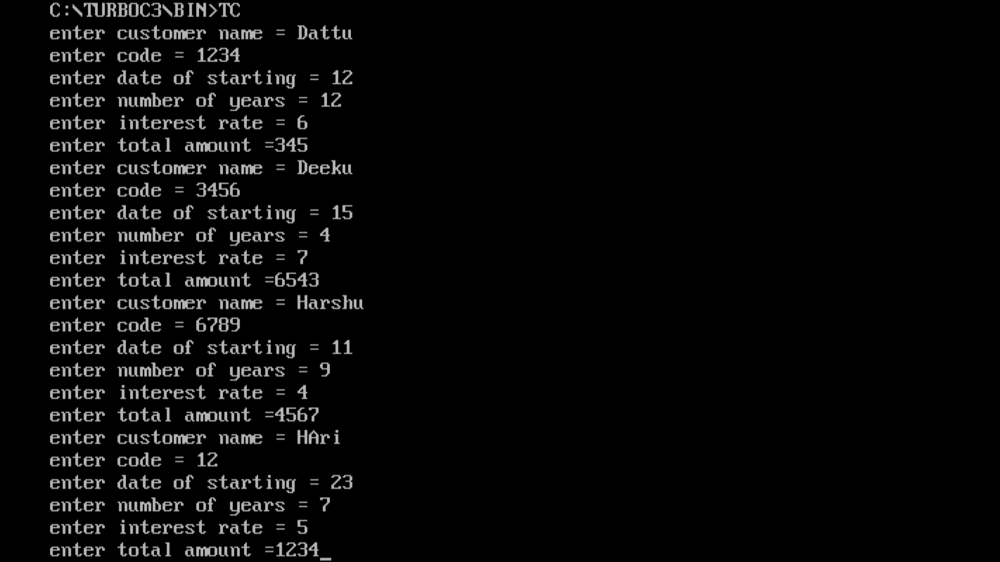 C:\TURBOC3\BIN>TC
enter customer name = Dattu
enter code = 1234
enter date of starting = 12
enter number of years = 12
enter interest rate = 6
enter total amount =345
enter customer name = Deeku
enter code = 3456
enter date of starting = 15
enter number of years = 4
enter interest rate = 7
enter total amount =6543
enter customer name = Harshu
enter code = 6789
enter date of starting = 11
enter number of years = 9
enter interest rate = 4
enter total amount =4567
enter customer name = HAri
enter code = 12
enter date of starting = 23
enter number of years = 7
enter interest rate = 5
enter total amount =1234_